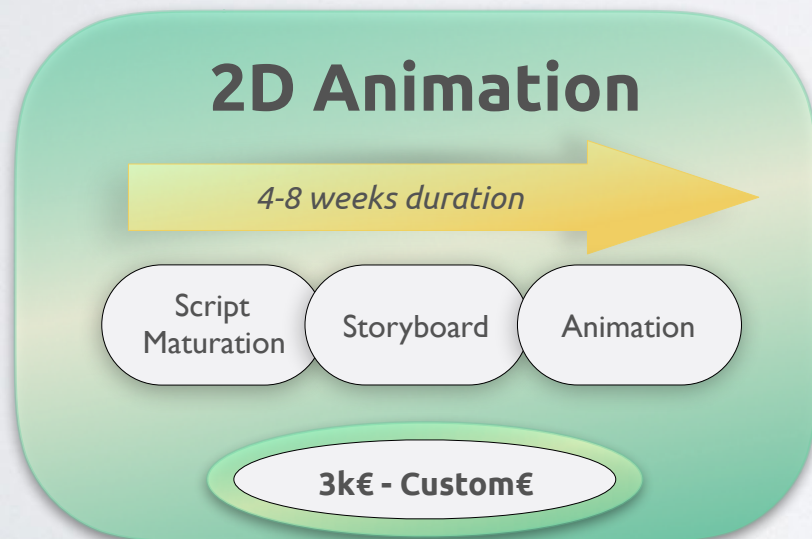 2D Animation
4-8 weeks duration
Script
Maturation
Storyboard
Animation
3k€ - Custom€